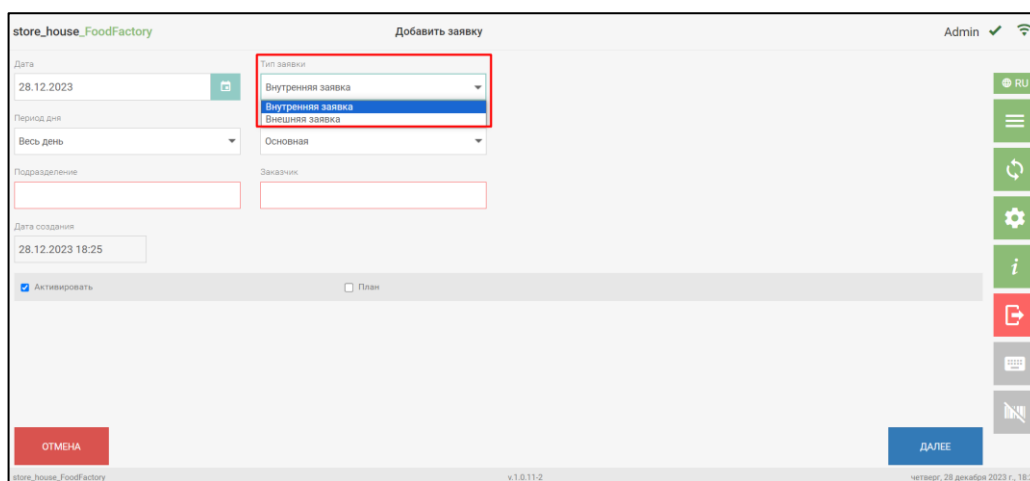 store_house_FoodFactory
Добавить заявку
Admin
Дата
Тип заявки
28.12.2023
Внутренняя заявка
RU
Внутренняя заявка
Внешняя заявка
Период дня
Весь день
Основная
Подразделение
Заказчик
Дата создания
28.12.2023 18:25
Активировать
План
ОТМЕНА
ДАЛЕЕ
store_house_FoodFactory
v.1.0.11-2
четверг, 28 декабря 2023 г., 18: